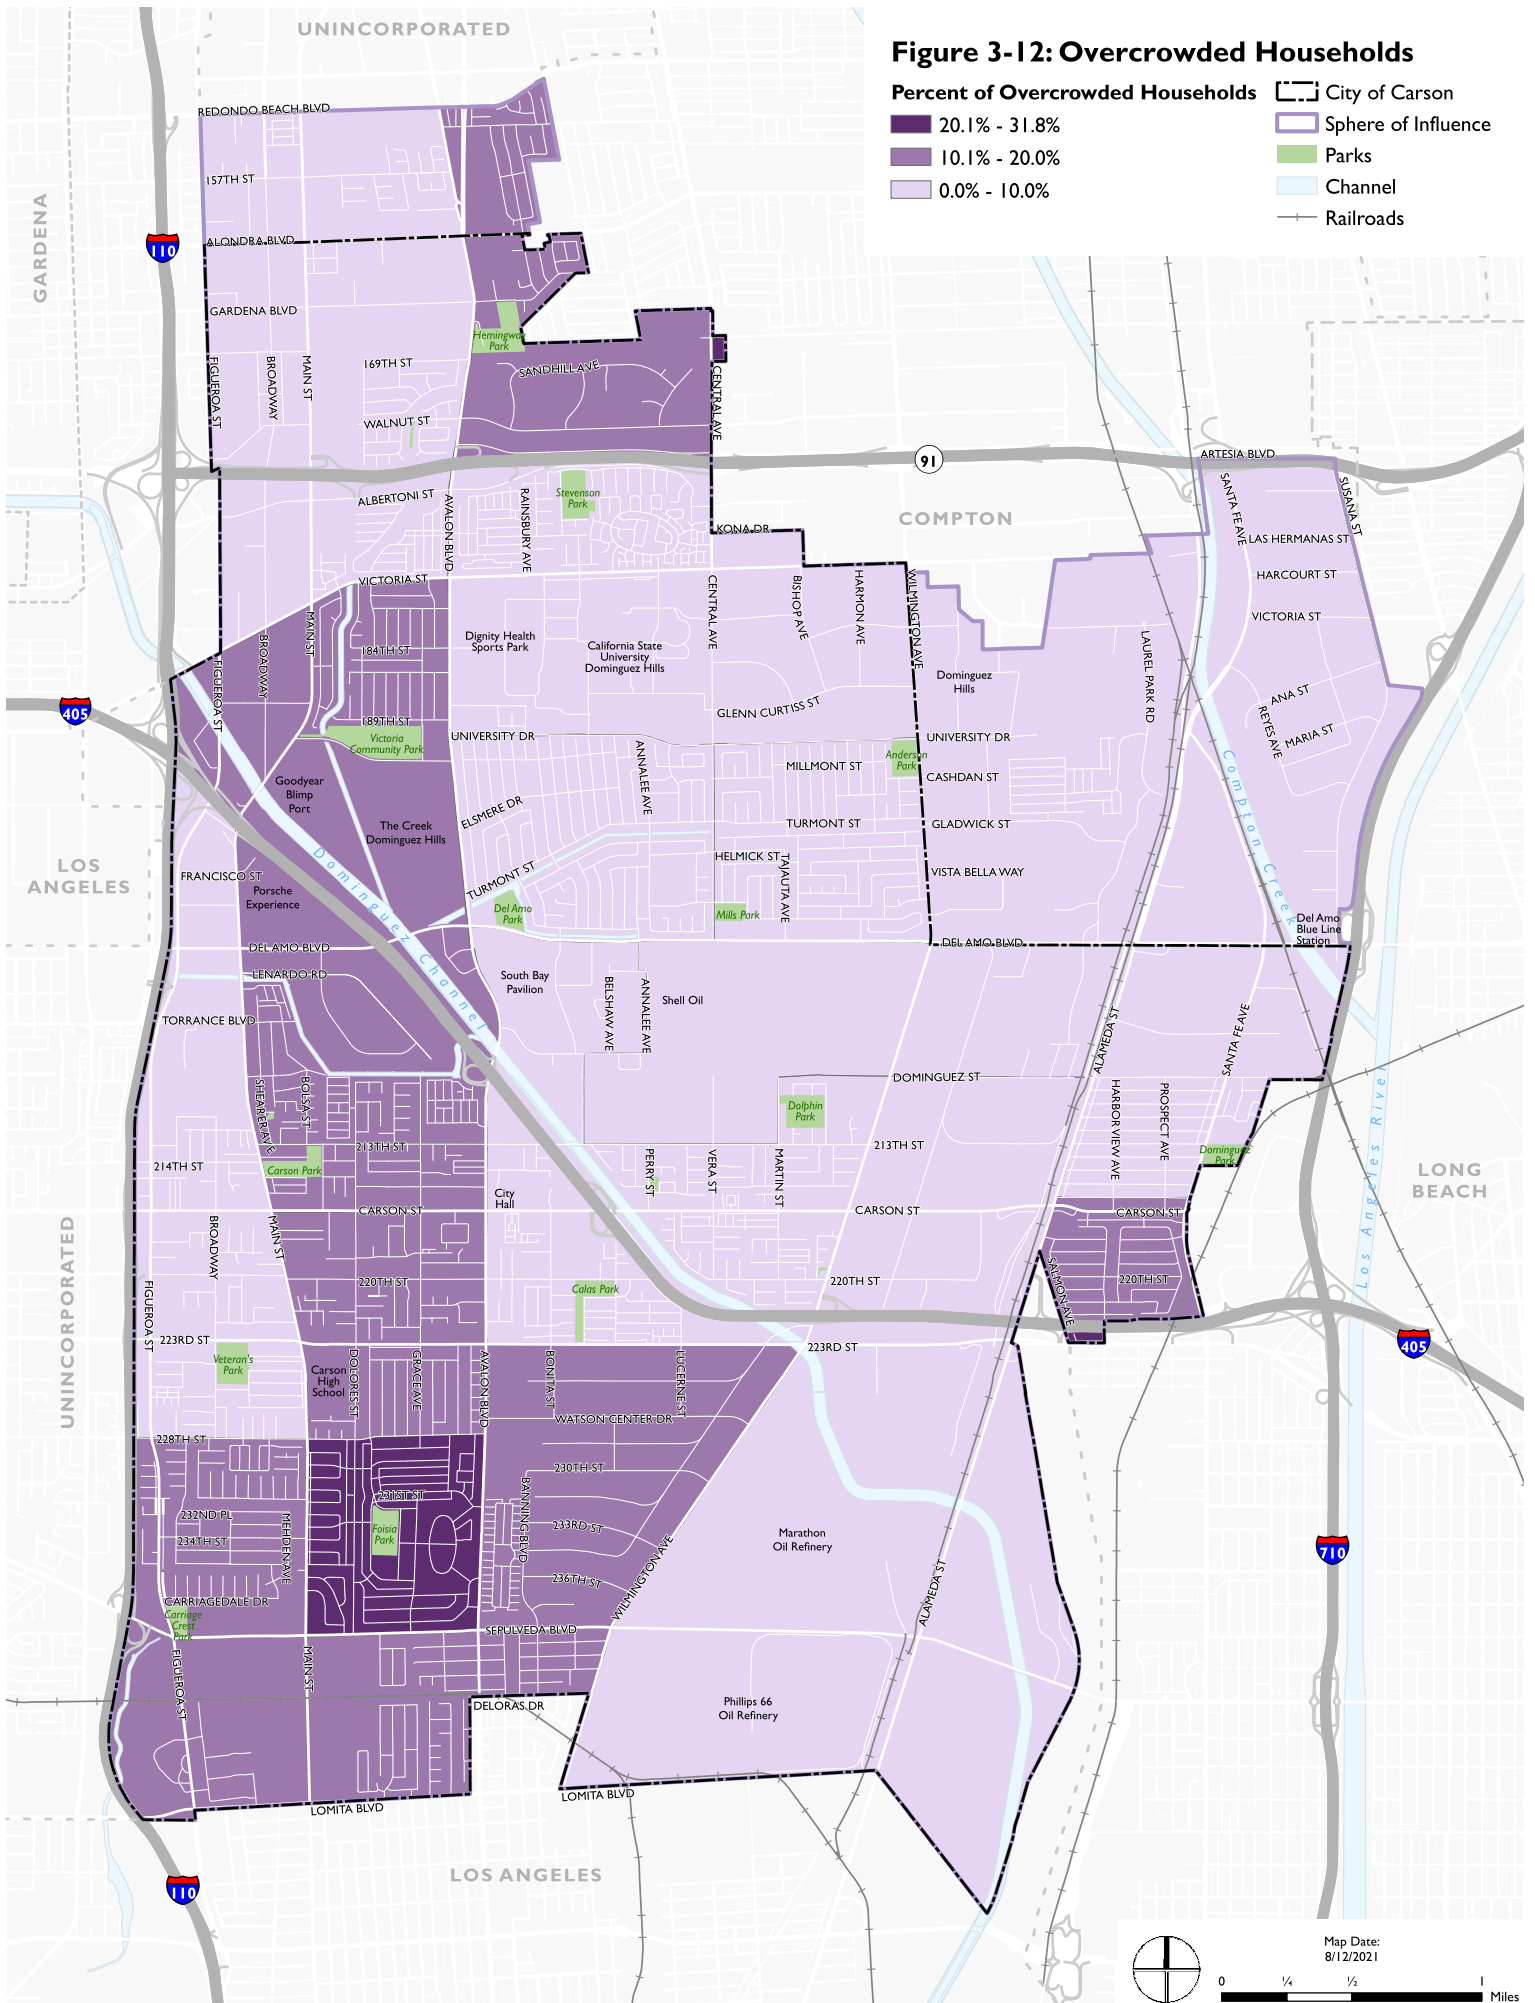 UNINCORPORATED
Figure 3-12: Overcrowded Households
Percent of Overcrowded Households
20.1% - 31.8%
10.1% - 20.0%
0.0% - 10.0%
City of Carson
Sphere of Influence
Parks
Channel
Railroads
REDONDO BEACH BLVD
157TH ST
GARDENA
110
ALONDRA BLVD
GARDENA BLVD
Hemingway
Park
169TH ST
SANDHILL AVE
FIGUEROA ST
BROADWAY
MAIN ST
CENTRAL AVE
WALNUT ST
91
ARTESIA BLVD
ALBERTONI ST
AVALON BLVD
RAINSBURY AVE
Stevenson
Park
KONA DR
COMPTON
SANTA FE AVE
SUSANA ST
LAS HERMANAS ST
VICTORIA ST
HARCOURT ST
CENTRAL AVE
BISHOP AVE
HARMON AVE
WILMINGTON AVE
VICTORIA ST
MAIN ST
BROADWAY
FIGUEROA ST
184TH ST
Dignity Health
Sports Park
California State
University
Dominguez Hills
Dominguez
Hills
LAUREL PARK RD
405
189TH ST
Victoria
Community Park
GLENN CURTISS ST
ANA ST
REYES AVE
MARIA ST
UNIVERSITY DR
UNIVERSITY DR
ANNALEE AVE
MILLMONT ST
Anderson
Park
CASHDAN ST
Compton Creek
Goodyear
Blimp
Port
The Creek
Dominguez Hills
ELSMERE DR
TURMONT ST
GLADWICK ST
HELMICK ST
TAJAUTA AVE
LOS
ANGELES
FRANCISCO ST
Porsche
Experience
Dominguez Channel
TURMONT ST
VISTA BELLA WAY
Del Amo
Park
Mills Park
Del Amo
Blue Line
Station
DEL AMO BLVD
DEL AMO BLVD
LENARDO RD
South Bay
Pavilion
BELSHAW AVE
ANNALEE AVE
Shell Oil
TORRANCE BLVD
ALAMEDA ST
SANTA FE AVE
DOMINGUEZ ST
SHEARER AVE
BOLSA ST
Dolphin
Park
HARBOR VIEW AVE
PROSPECT AVE
Los Angeles River
213TH ST
213TH ST
214TH ST
Carson Park
PERRY ST
VERA ST
MARTIN ST
Dominguez
Park
LONG
BEACH
City
Hall
CARSON ST
CARSON ST
CARSON ST
UNINCORPORATED
BROADWAY
MAIN ST
FIGUEROA ST
220TH ST
Calas Park
220TH ST
SALMON AVE
220TH ST
223RD ST
223RD ST
405
Veteran's
Park
Carson
High
School
DOLORES ST
GRACE AVE
AVALON BLVD
BONITA ST
LUCERNE ST
WATSON CENTER DR
228TH ST
230TH ST
231ST ST
BANNING BLVD
232ND PL
MEHDEN AVE
Foisia
Park
233RD ST
234TH ST
Marathon
Oil Refinery
710
236TH ST
WILMINGTON AVE
ALAMEDA ST
CARRIAGEDALE DR
Carriage
Crest
Park
SEPULVEDA BLVD
FIGUEROA ST
MAIN ST
DELORAS DR
Phillips 66
Oil Refinery
LOMITA BLVD
LOMITA BLVD
LOS ANGELES
110
Map Date:
8/12/2021
0 ¼ ½ 1
Miles